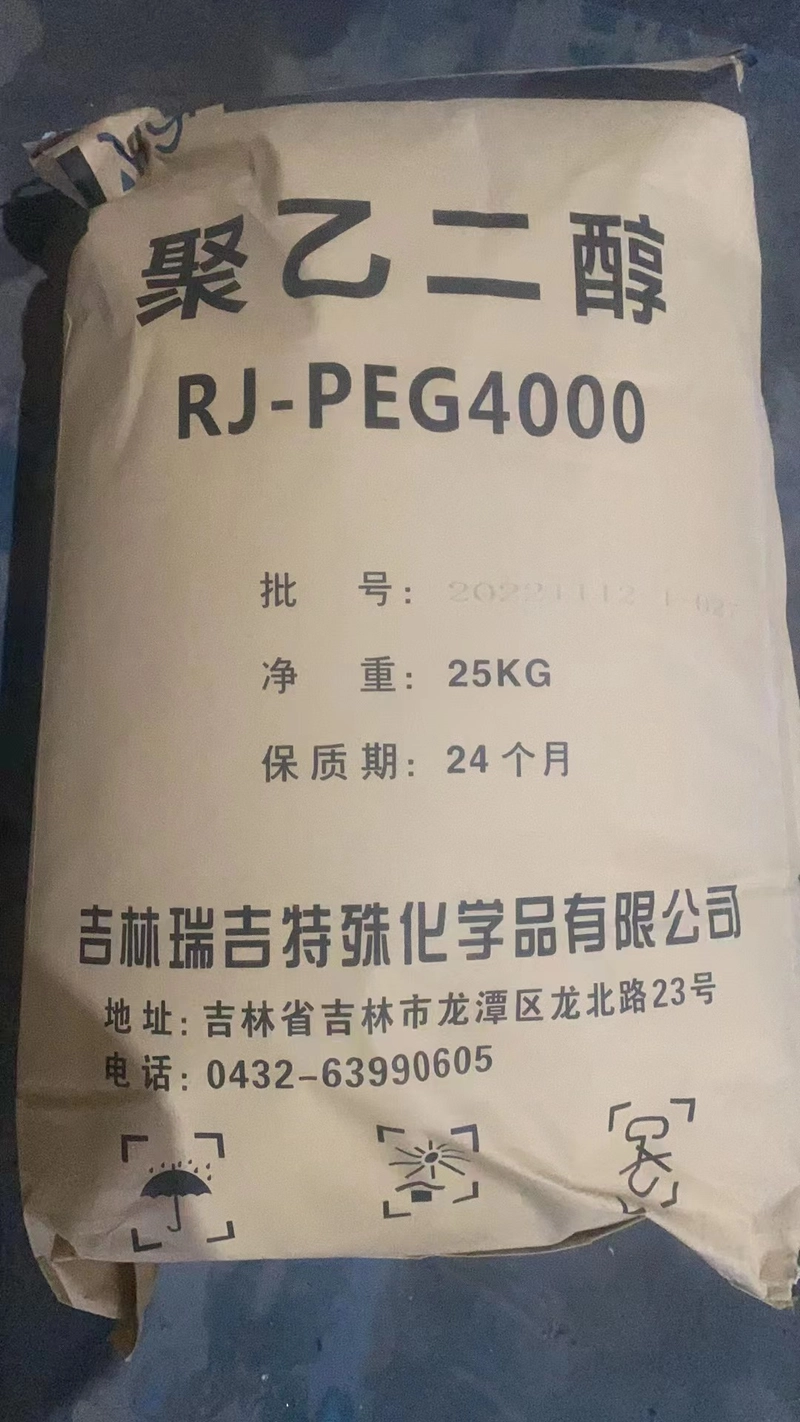 聚乙二醇
RJ-PEG4000
批 号: 20221112
净 重: 25KG
保质期: 24个月
吉林瑞吉特殊化学品有限公司
地址: 吉林省吉林市龙潭区龙北路23号
电话: 0432-63990605